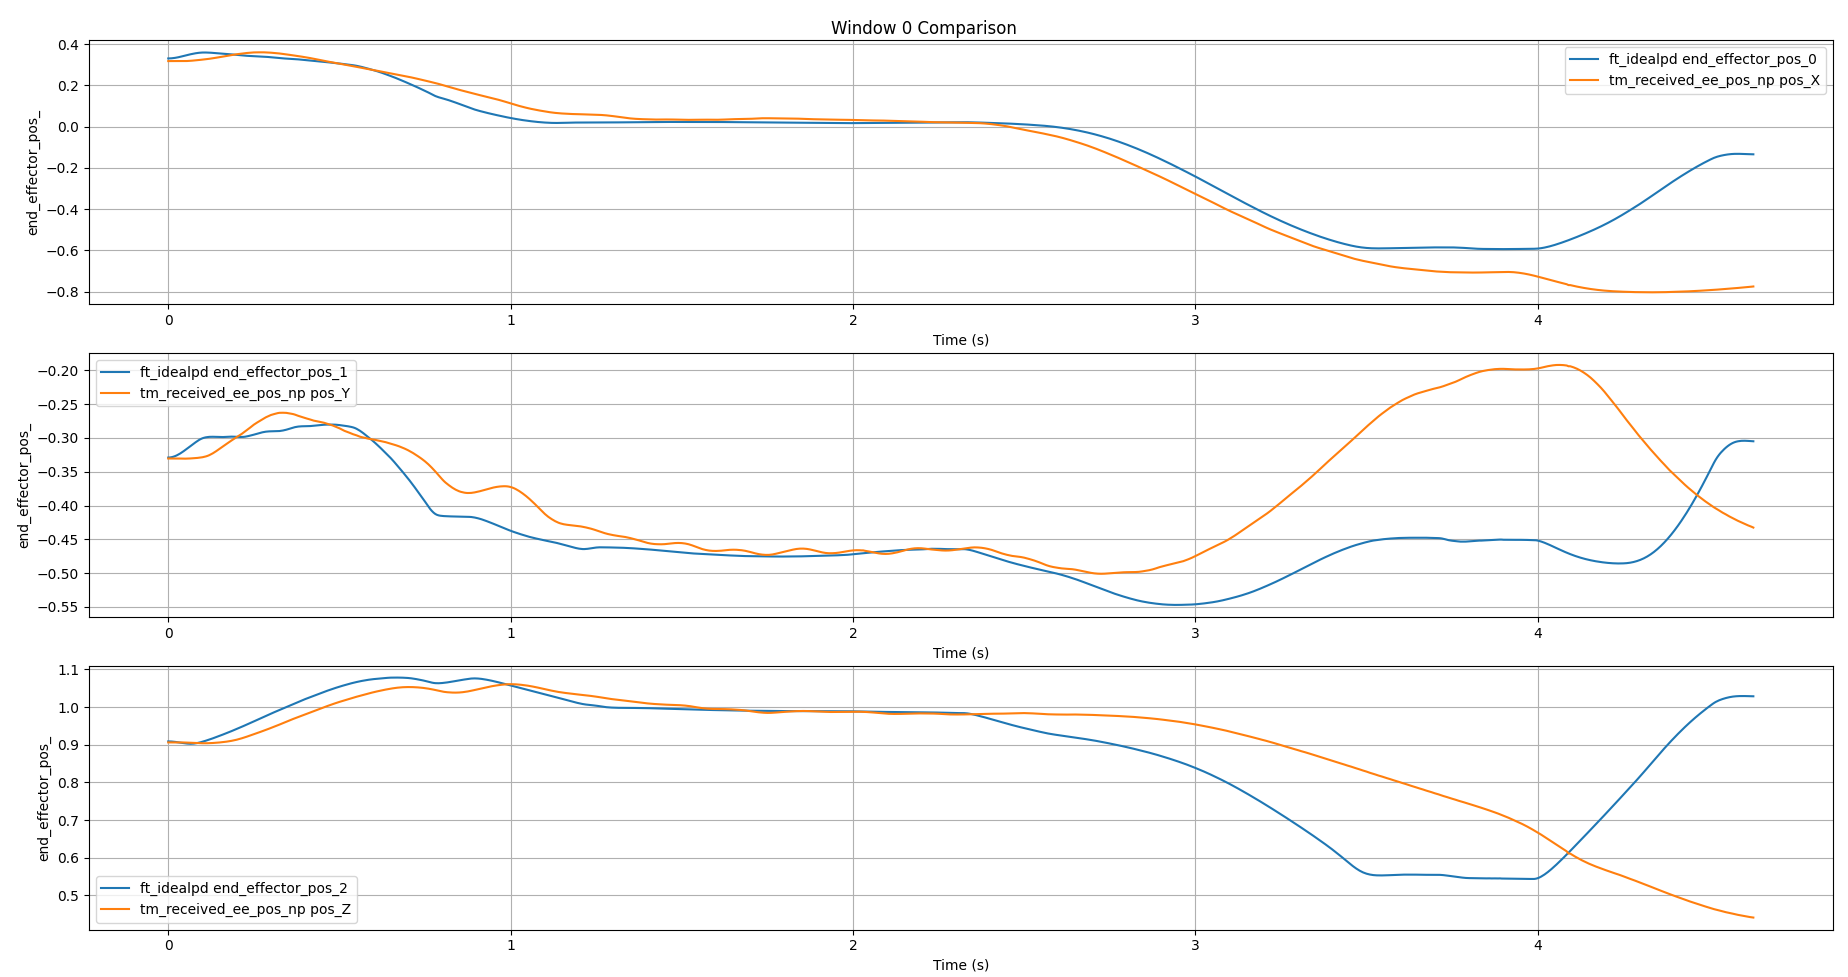 Window 0 Comparison
end_effector_pos_
0.4
0.2
0.0
−0.2
−0.4
−0.6
−0.8
ft_idealpd end_effector_pos_0
tm_received_ee_pos_np pos_X
0 1 2 3 4
Time (s)
end_effector_pos_
−0.20
−0.25
−0.30
−0.35
−0.40
−0.45
−0.50
−0.55
ft_idealpd end_effector_pos_1
tm_received_ee_pos_np pos_Y
0 1 2 3 4
Time (s)
end_effector_pos_
1.1
1.0
0.9
0.8
0.7
0.6
0.5
ft_idealpd end_effector_pos_2
tm_received_ee_pos_np pos_Z
0 1 2 3 4
Time (s)